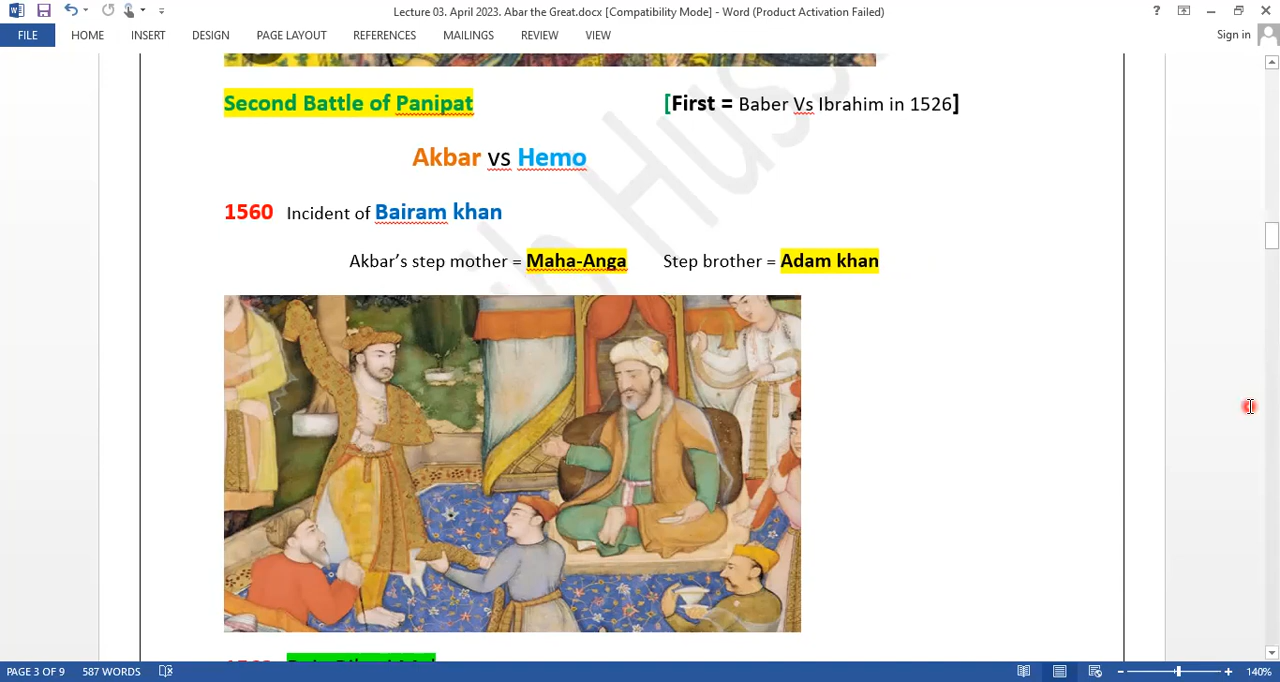 Lecture 03. April 2023. Abar the Great.docx [Compatibility Mode] - Word (Product Activation Failed)
FILE HOME INSERT DESIGN PAGE LAYOUT REFERENCES MAILINGS REVIEW VIEW Sign in
Second Battle of Panipat [First = Baber Vs Ibrahim in 1526]
Akbar vs Hemo
1560 Incident of Bairam khan
Akbar's step mother = Maha-Anga Step brother = Adam khan
PAGE 3 OF 9 587 WORDS 140%